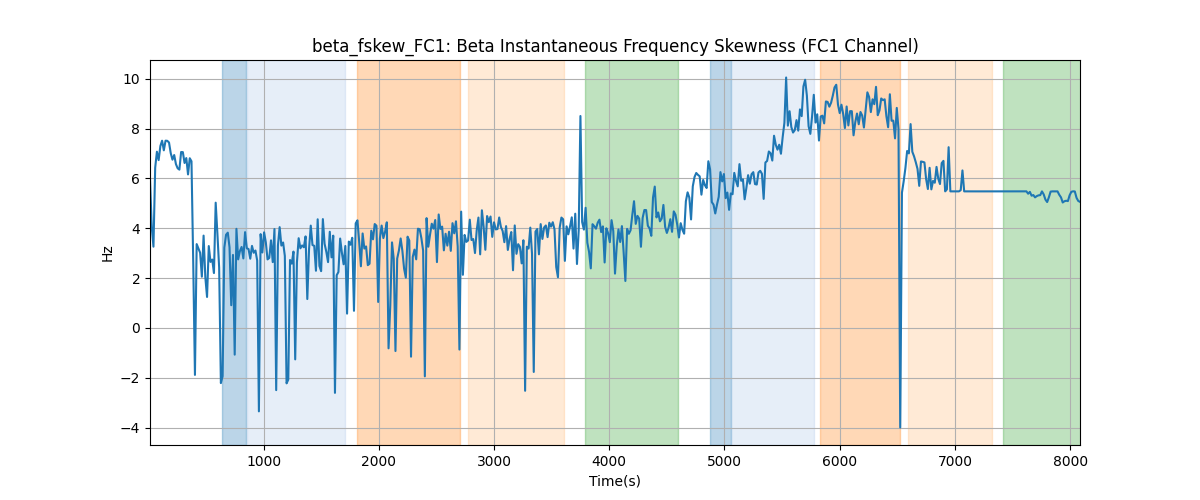 beta_fskew_FC1: Beta Instantaneous Frequency Skewness (FC1 Channel)
10
8
6
4
2
0
−2
−4
Hz
1000 2000 3000 4000 5000 6000 7000 8000
Time(s)